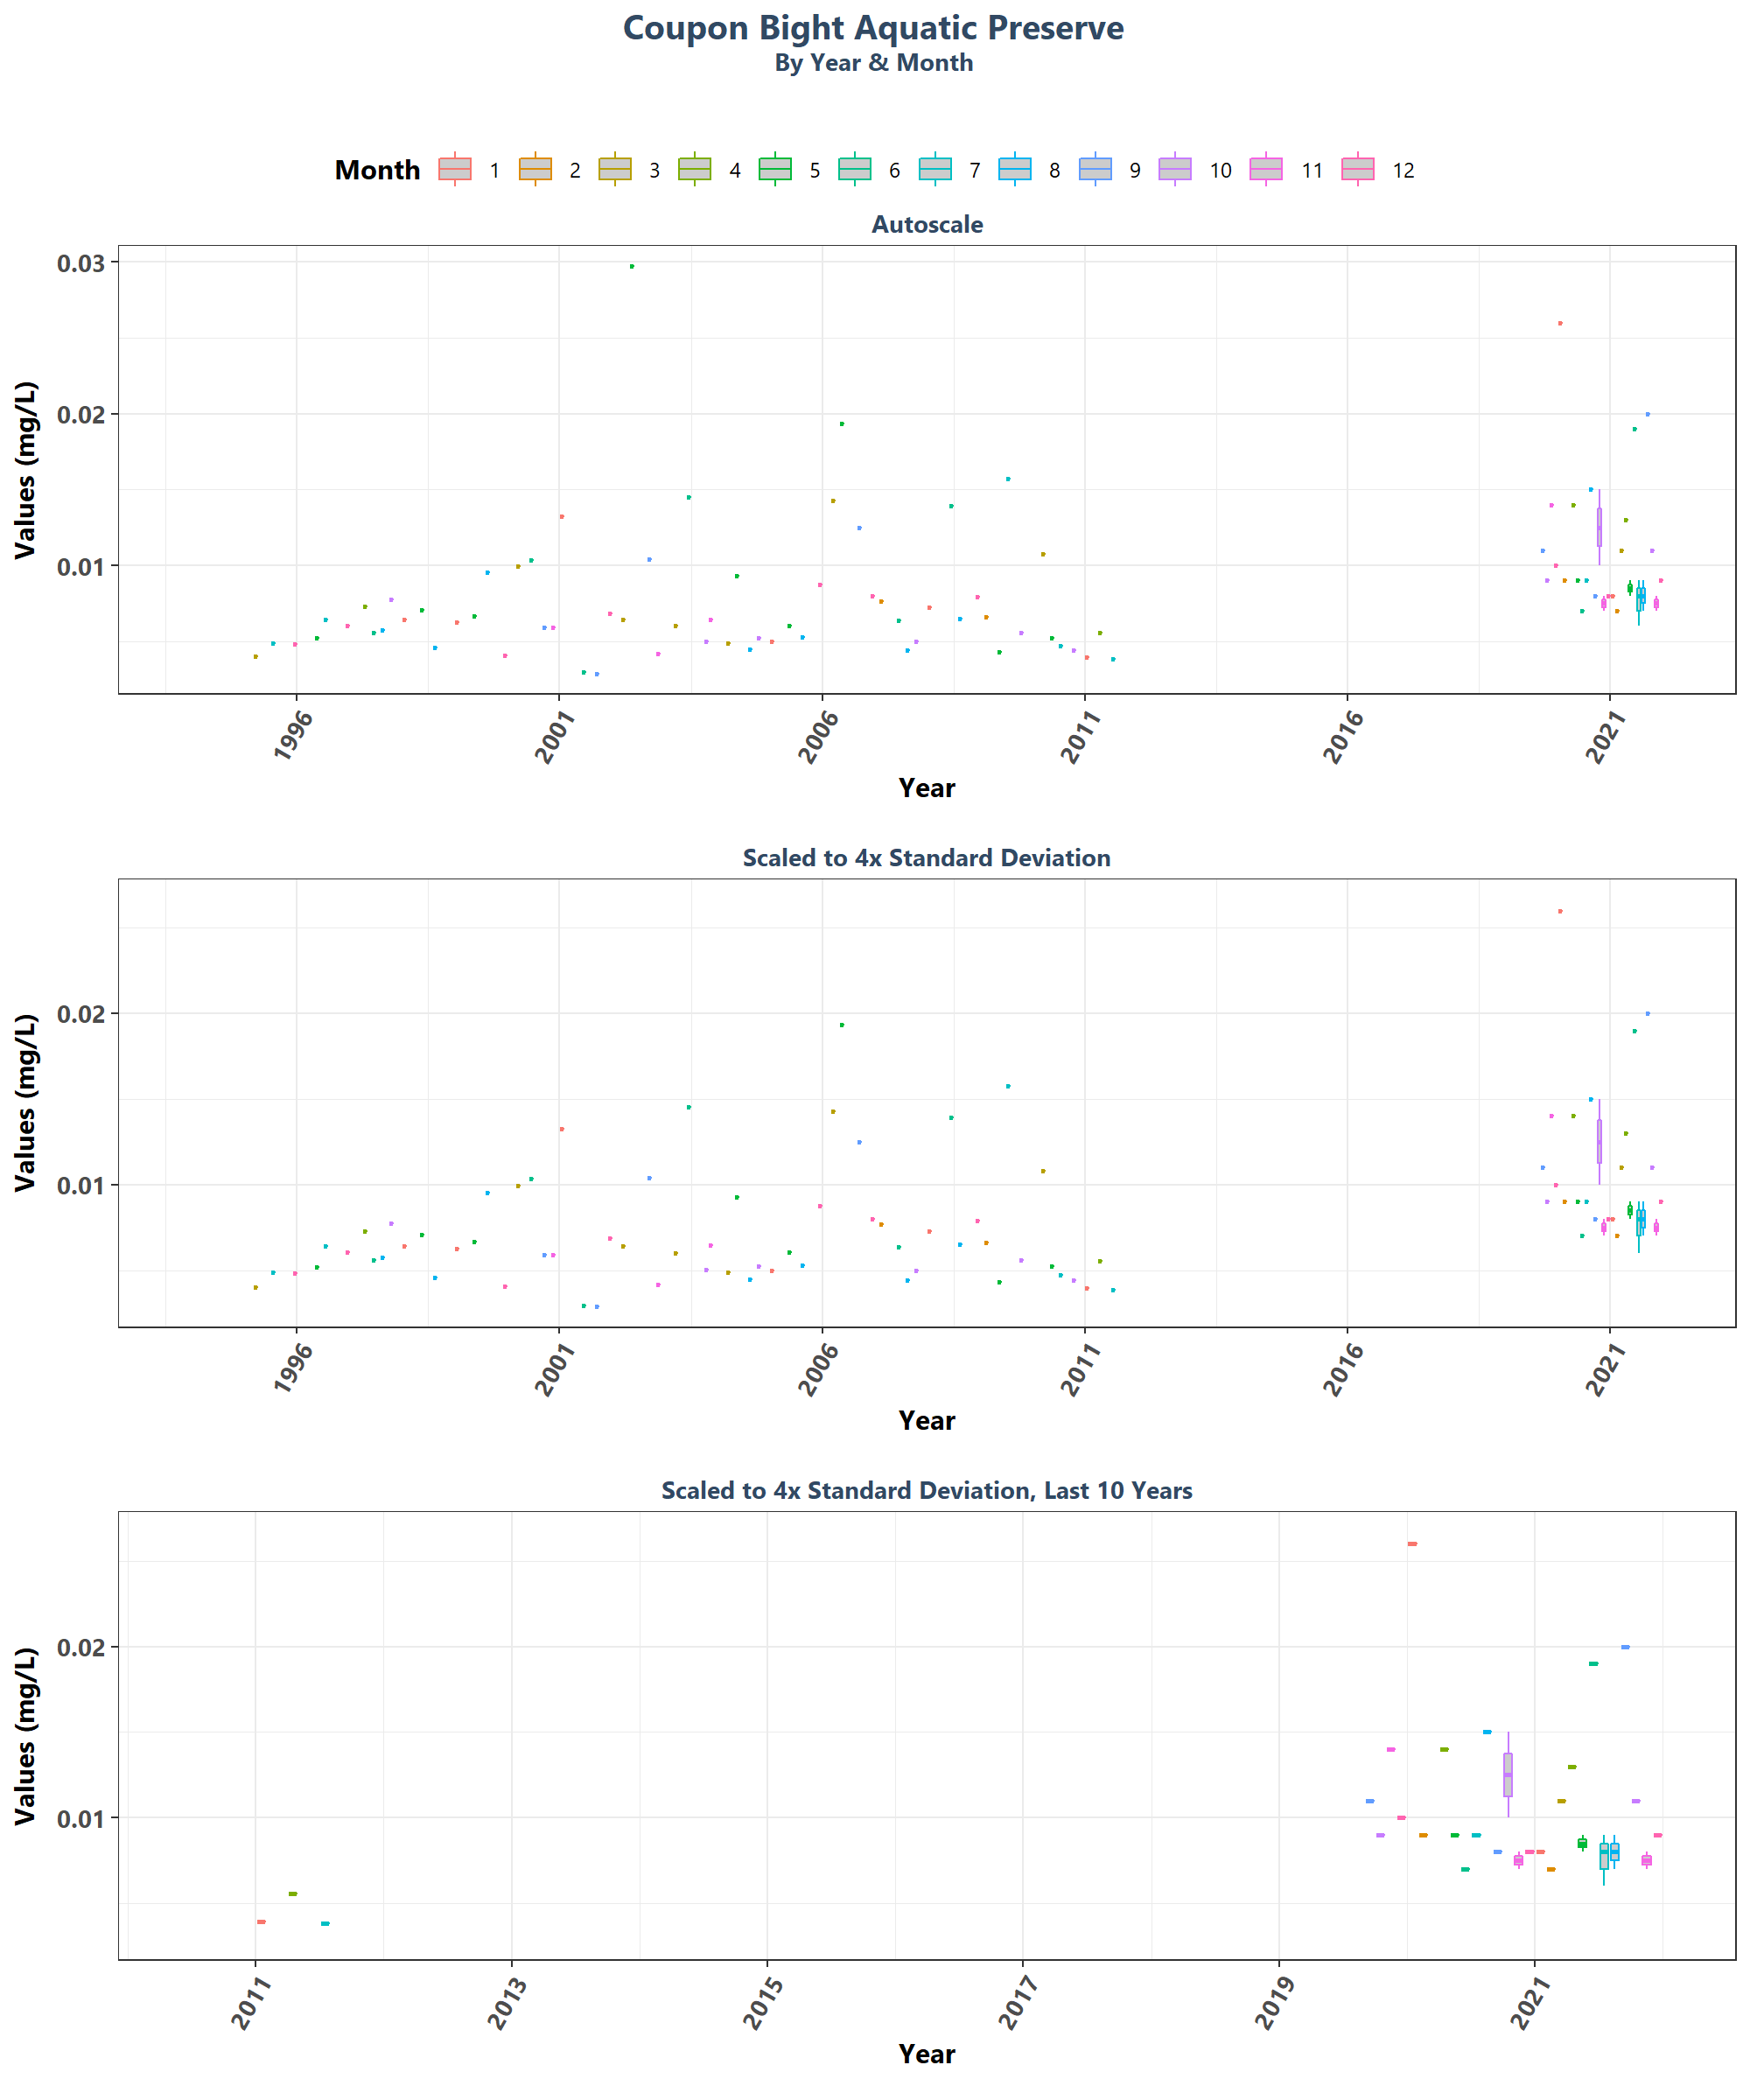 Coupon Bight Aquatic Preserve
By Year & Month
Month 1 2 3 4 5 6 7 8 9 10 11 12
Autoscale
0.03
0.02
0.01
Values (mg/L)
1996 2001 2006 2011 2016 2021
Year
Scaled to 4x Standard Deviation
0.02
0.01
Values (mg/L)
1996 2001 2006 2011 2016 2021
Year
Scaled to 4x Standard Deviation, Last 10 Years
0.02
0.01
Values (mg/L)
2011 2013 2015 2017 2019 2021
Year